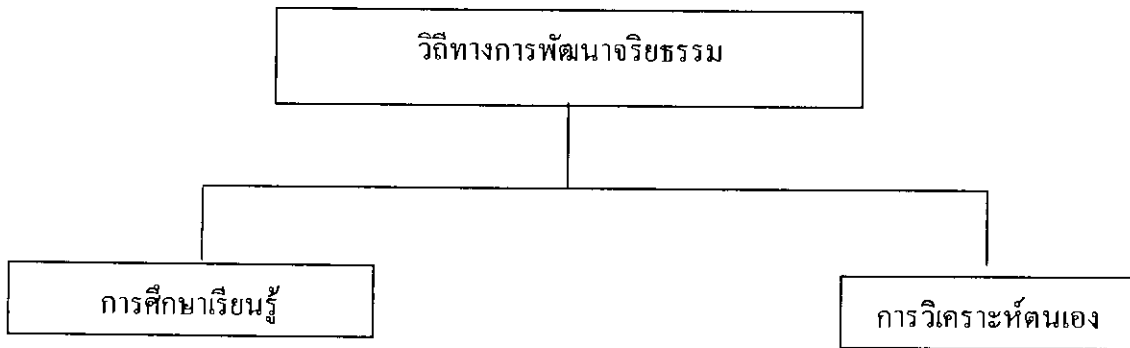 วิถีทางการพัฒนาจริยธรรม
การศึกษาเรียนรู้
การวิเคราะห์ตนเอง